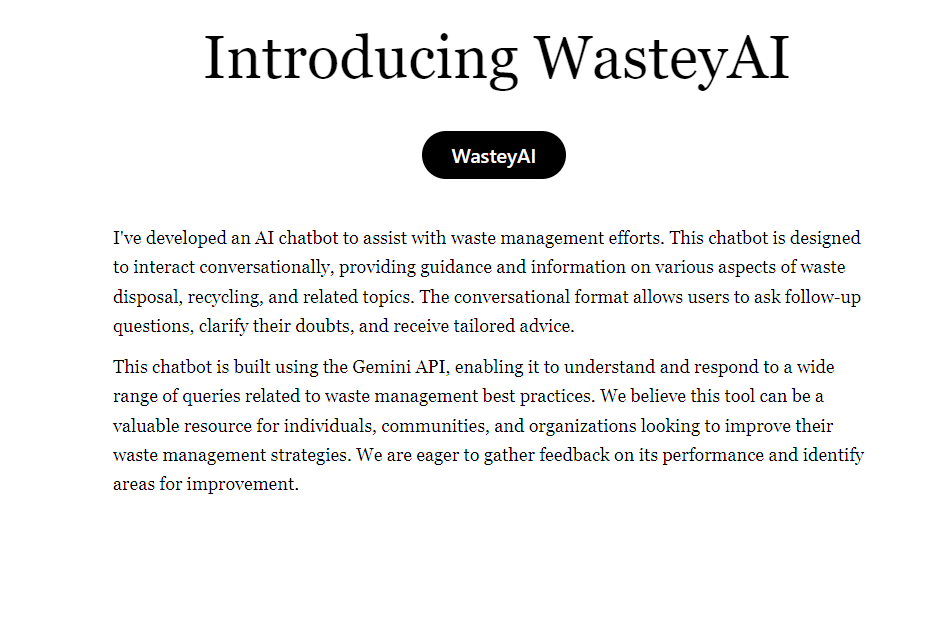 Introducing WasteyAI
WasteyAI
I've developed an AI chatbot to assist with waste management efforts. This chatbot is designed
to interact conversationally, providing guidance and information on various aspects of waste
disposal, recycling, and related topics. The conversational format allows users to ask follow-up
questions, clarify their doubts, and receive tailored advice.
This chatbot is built using the Gemini API, enabling it to understand and respond to a wide
range of queries related to waste management best practices. We believe this tool can be a
valuable resource for individuals, communities, and organizations looking to improve their
waste management strategies. We are eager to gather feedback on its performance and identify
areas for improvement.